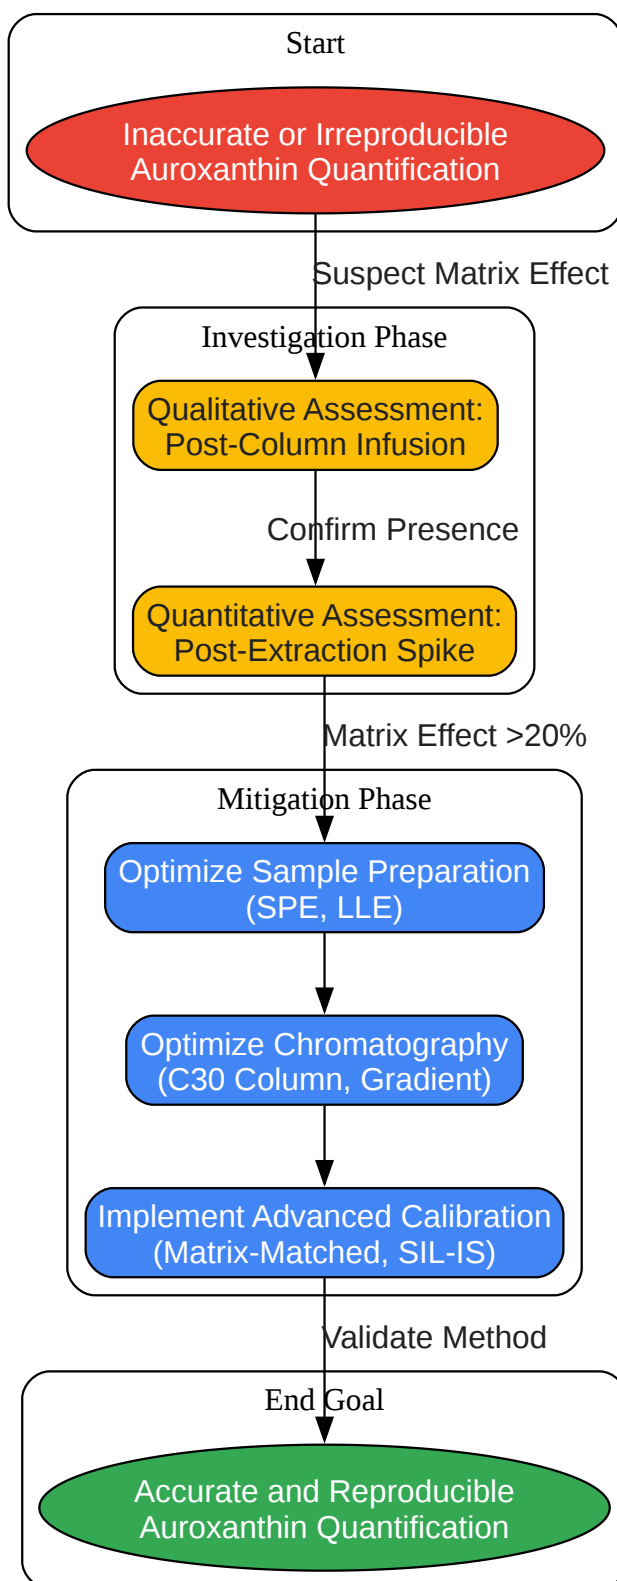 Start
Inaccurate or Irreproducible
Auroxanthin Quantification
Suspect Matrix Effect
Investigation Phase
Qualitative Assessment:
Post-Column Infusion
Confirm Presence
Quantitative Assessment:
Post-Extraction Spike
Matrix Effect >20%
Mitigation Phase
Optimize Sample Preparation
(SPE, LLE)
Optimize Chromatography
(C30 Column, Gradient)
Implement Advanced Calibration
(Matrix-Matched, SIL-IS)
Validate Method
End Goal
Accurate and Reproducible
Auroxanthin Quantification